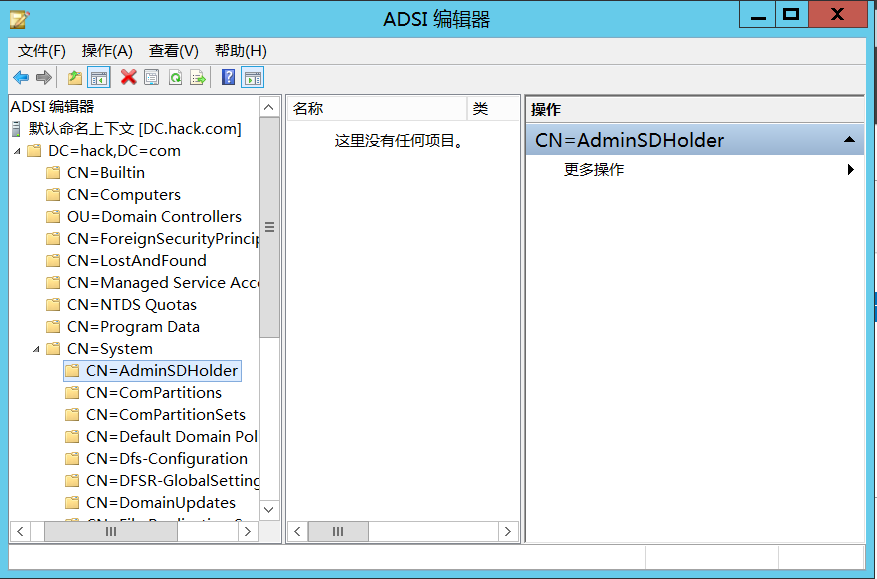 ADSI 编辑器
文件(F) 操作(A) 查看(V) 帮助(H)
ADSI 编辑器
默认命名上下文 [DC.hack.com]
DC=hack,DC=com
CN=Builtin
CN=Computers
OU=Domain Controllers
CN=ForeignSecurityPrincip
CN=LostAndFound
CN=Managed Service Acc
CN=NTDS Quotas
CN=Program Data
CN=System
CN=AdminSDHolder
CN=ComPartitions
CN=ComPartitionSets
CN=Default Domain Pol
CN=Dfs-Configuration
CN=DFSR-GlobalSetting
CN=DomainUpdates
名称 类
这里没有任何项目。
操作
CN=AdminSDHolder
更多操作